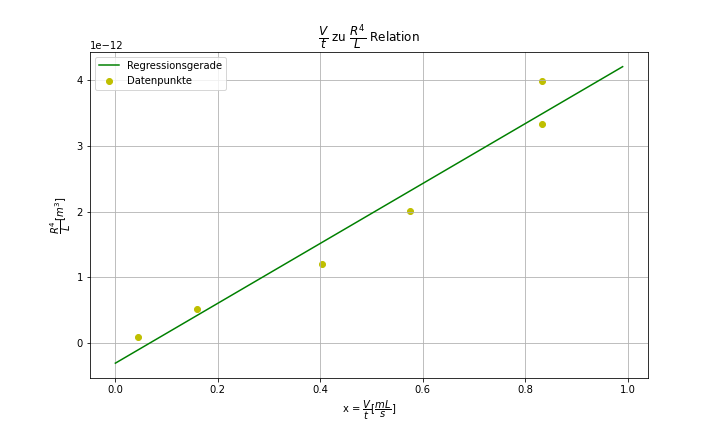 V/t zu R⁴/L Relation
1e−12
Regressionsgerade
Datenpunkte
4
3
2
1
0
R⁴/L [m³]
0.0 0.2 0.4 0.6 0.8 1.0
x = V/t [mL/s]